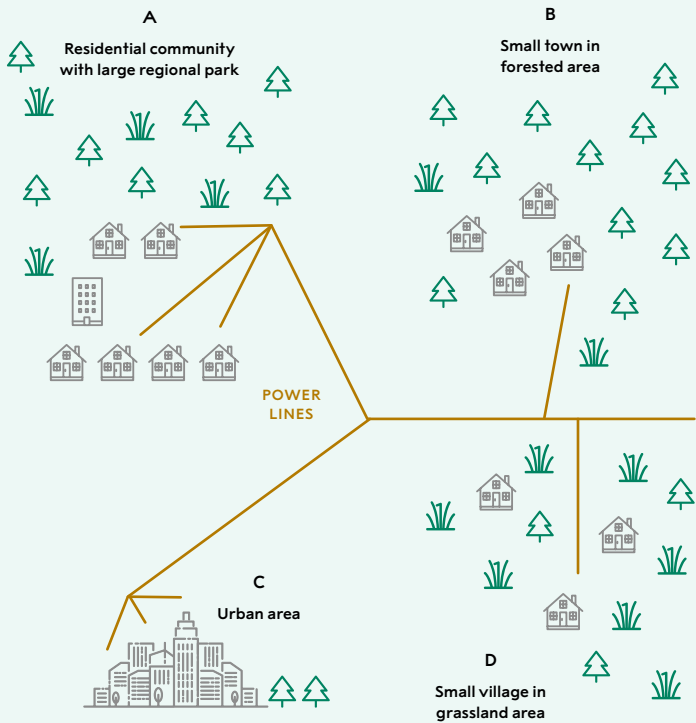 A
Residential community
with large regional park
B
Small town in
forested area
POWER
LINES
C
Urban area
D
Small village in
grassland area